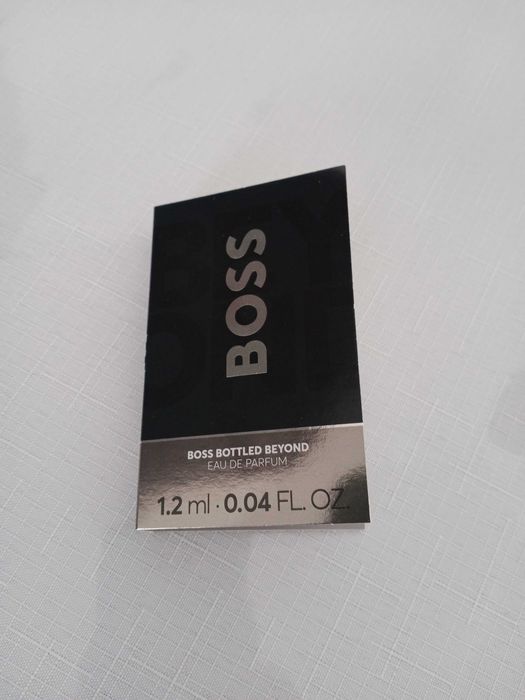 BOSS
BOSS BOTTLED BEYOND
EAU DE PARFUM
1.2 ml · 0.04 FL. OZ.